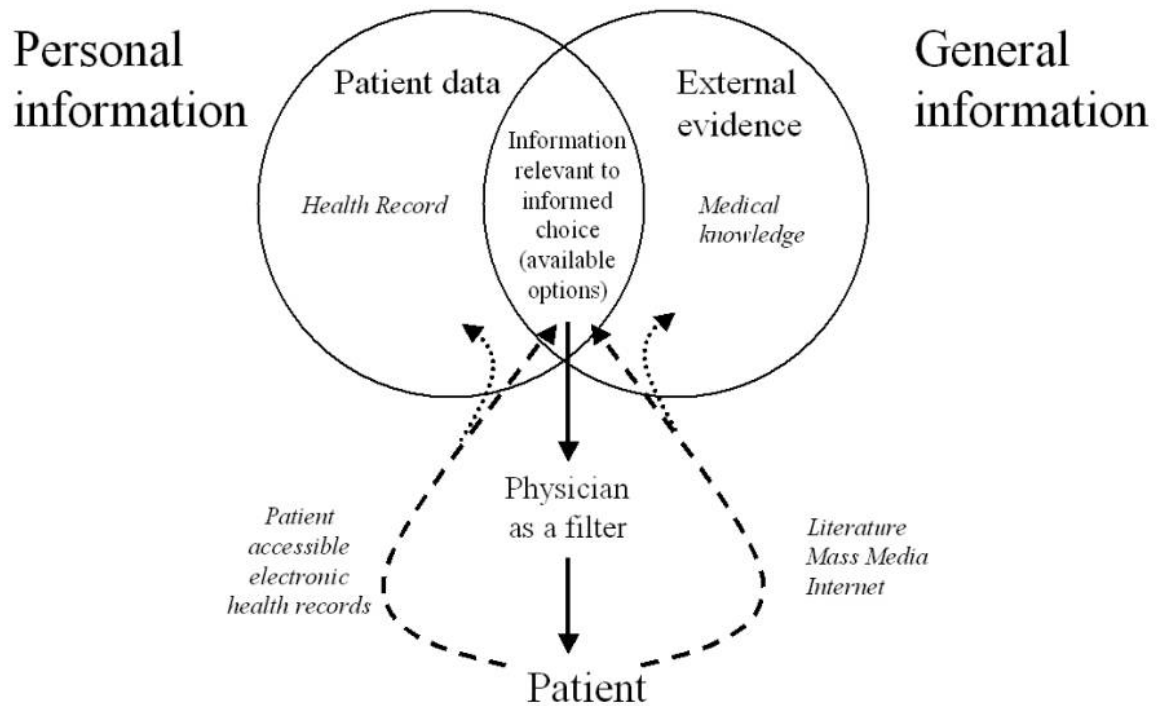 Personal
information
General
information
Patient data
External
evidence
Information
relevant to
informed
choice
(available
options)
Health Record
Medical
knowledge
Physician
as a filter
Patient
accessible
electronic
health records
Literature
Mass Media
Internet
Patient